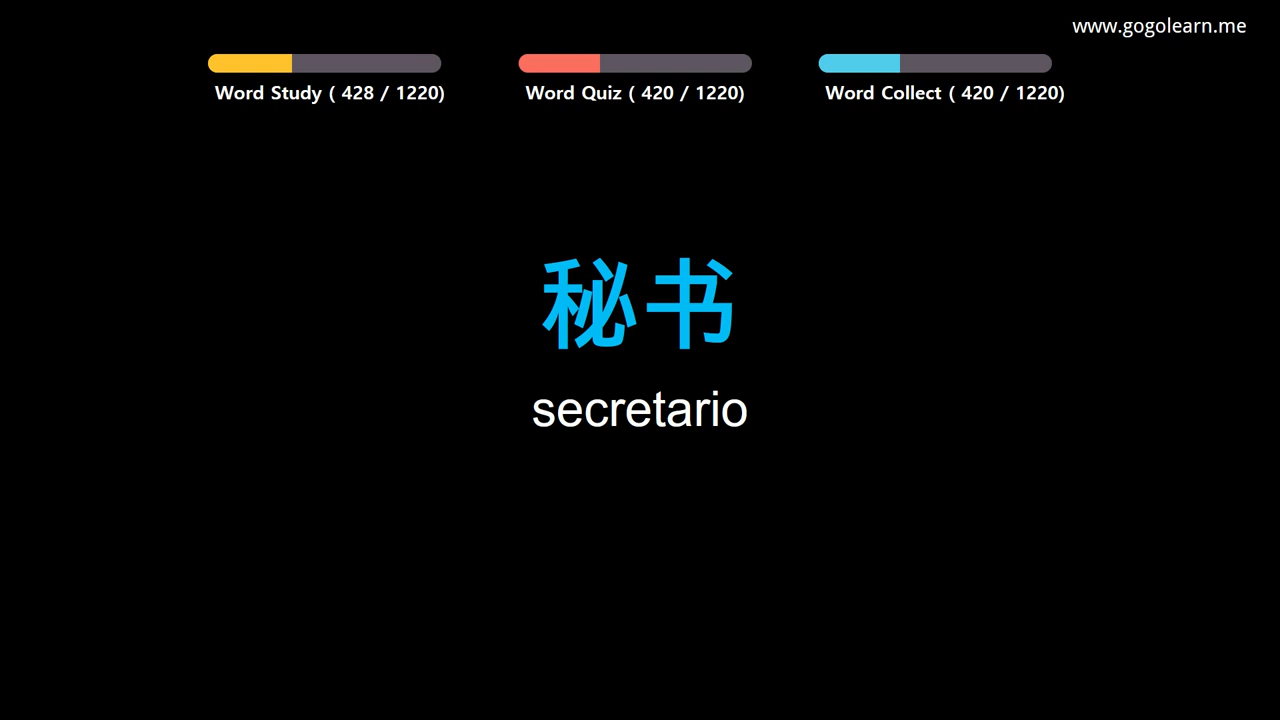 www.gogolearn.me
Word Study ( 428 / 1220)
Word Quiz ( 420 / 1220)
Word Collect ( 420 / 1220)
秘书
secretario